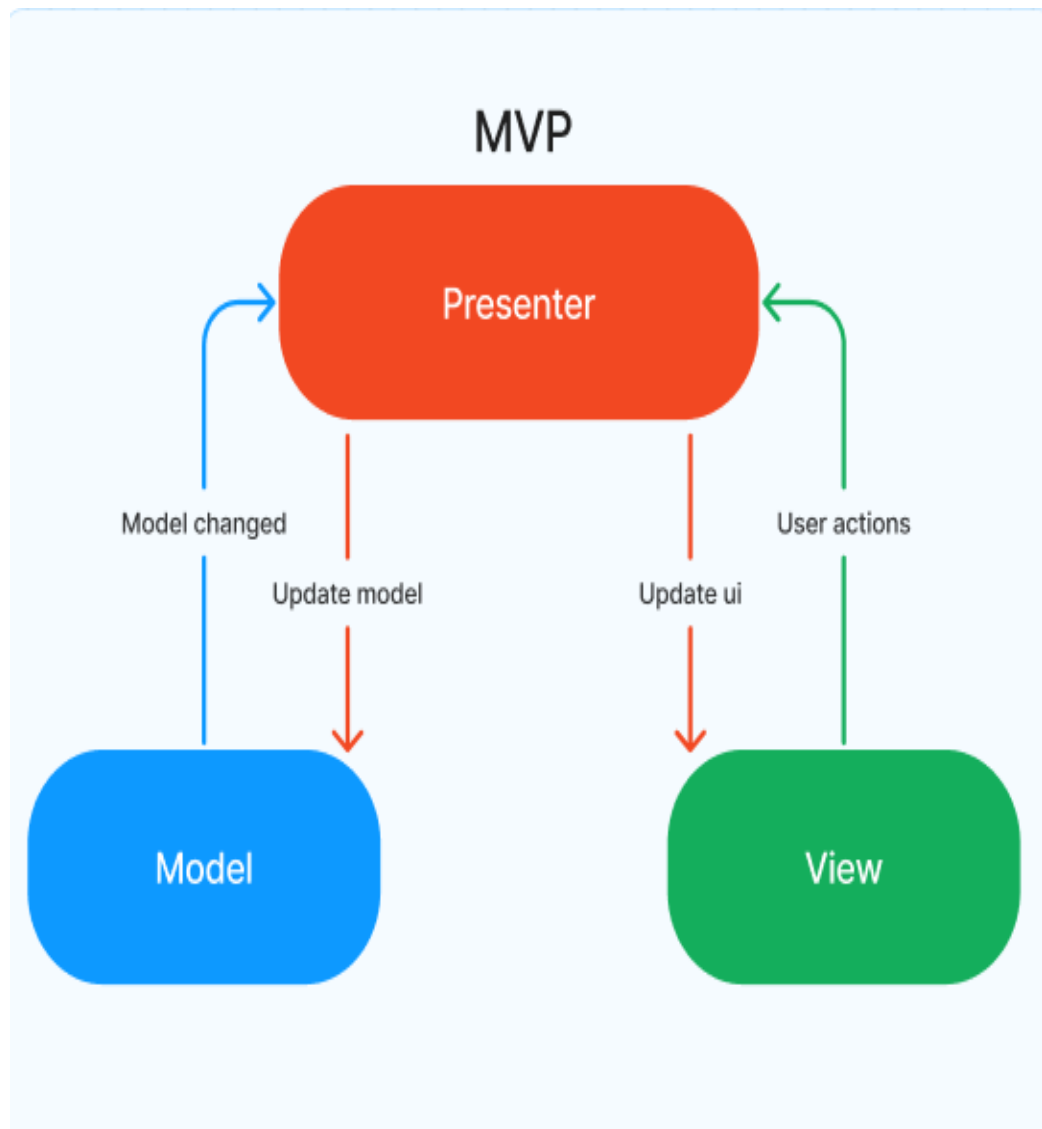 MVP
Presenter
Model changed
User actions
Update model
Update ui
Model
View